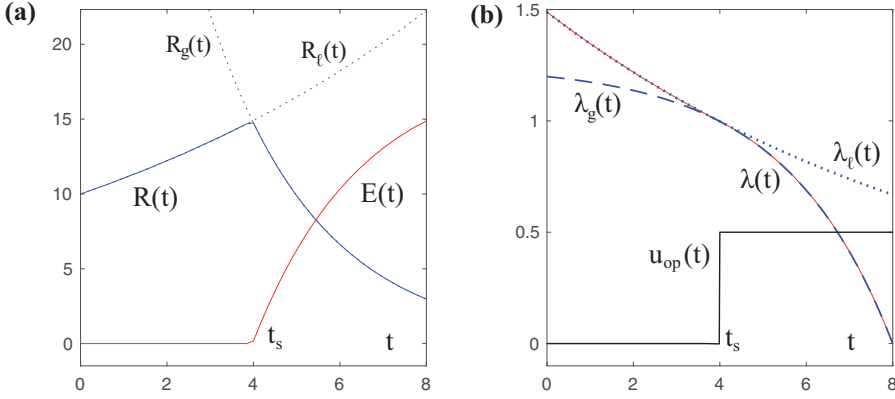 (a)
20
15
10
5
0
0 2 4 6 8
R_g(t)
R_ℓ(t)
R(t)
E(t)
t_s
t
(b)
1.5
1
0.5
0
0 2 4 6 8
λ_g(t)
λ_ℓ(t)
λ(t)
u_op(t)
t_s
t